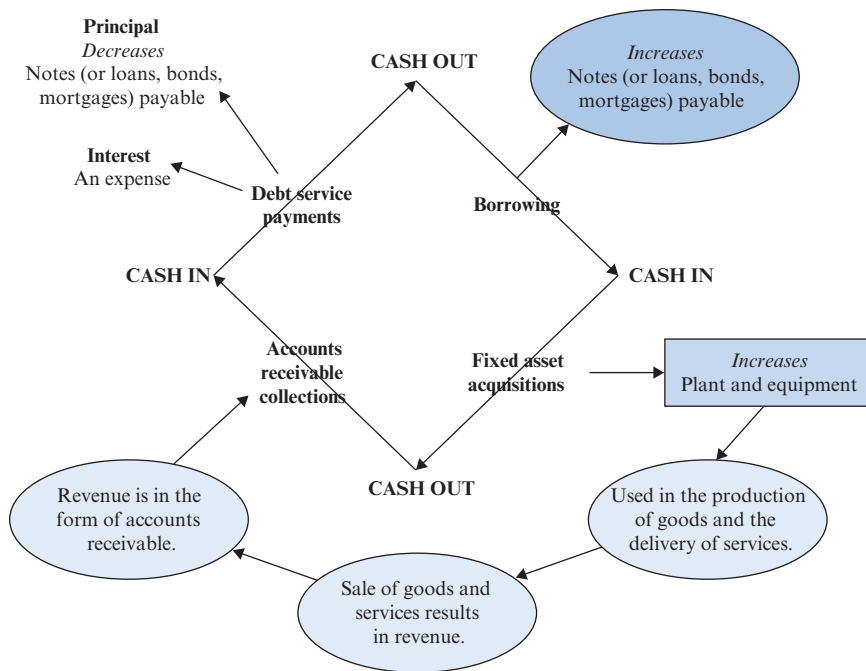 Principal
Decreases
Notes (or loans, bonds,
mortgages) payable
CASH OUT
Increases
Notes (or loans, bonds,
mortgages) payable
Interest
An expense
Debt service
payments
Borrowing
CASH IN
CASH IN
Accounts
receivable
collections
Fixed asset
acquisitions
Increases
Plant and equipment
CASH OUT
Revenue is in the
form of accounts
receivable.
Used in the production
of goods and the
delivery of services.
Sale of goods and
services results
in revenue.